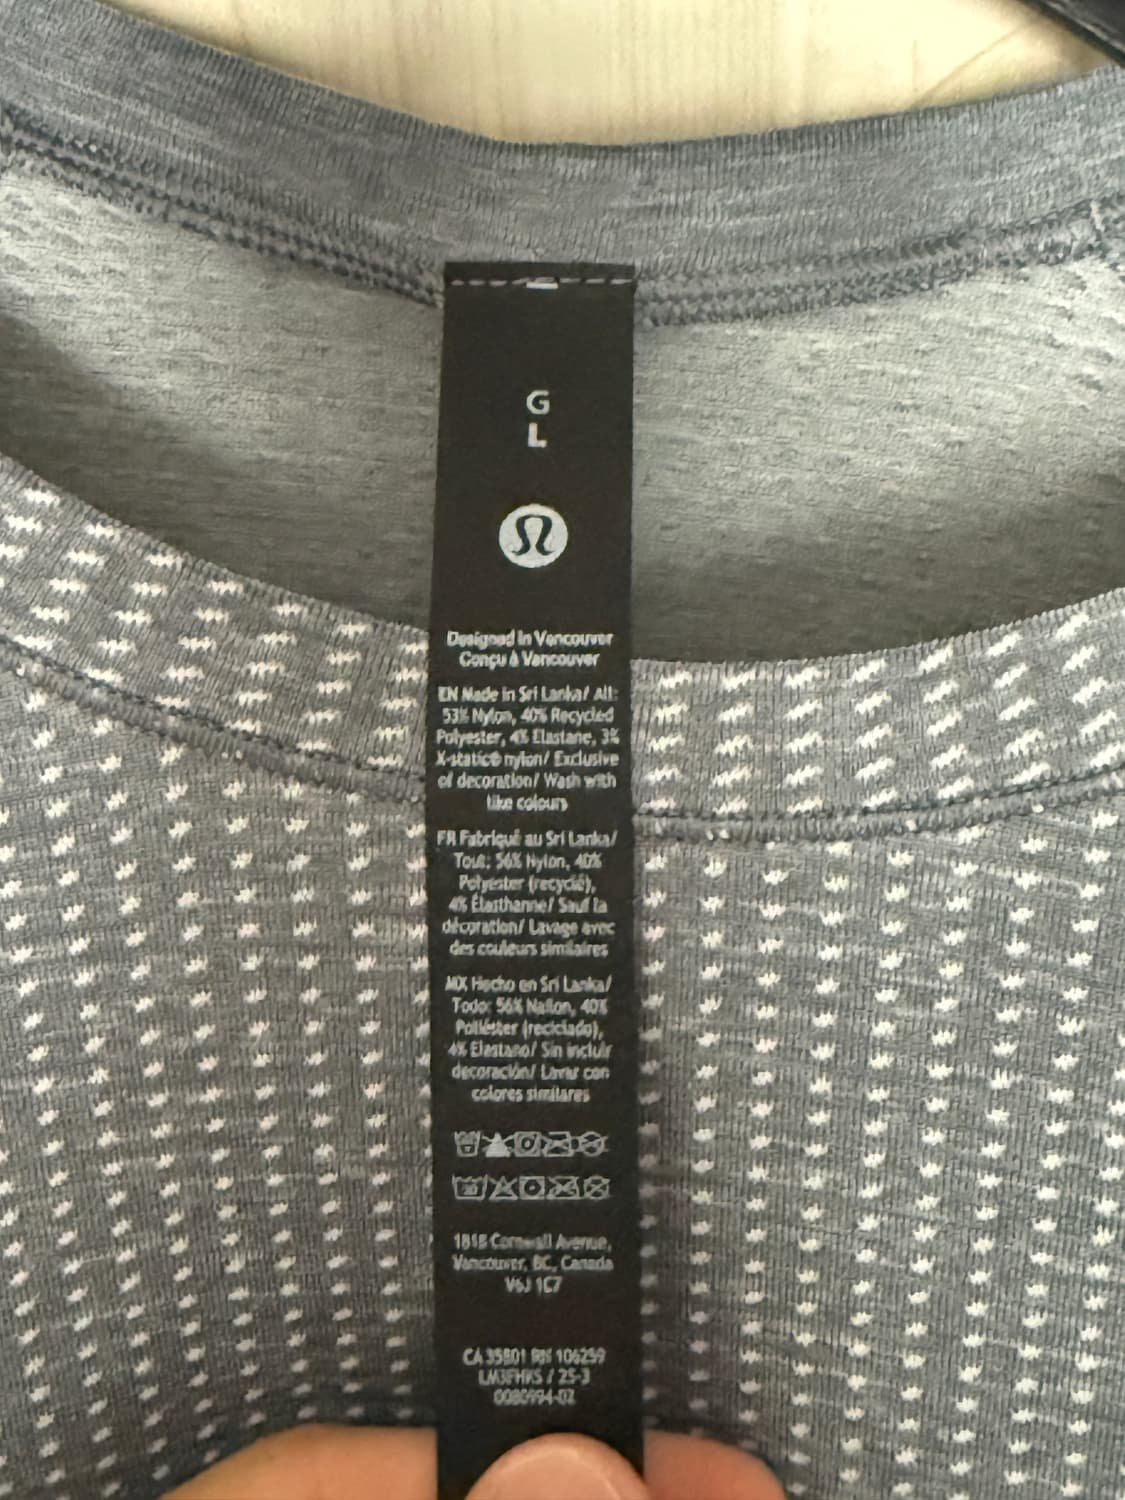 G
L
Designed in Vancouver
Conçu à Vancouver
EN Made in Sri Lanka/ All:
53% Nylon, 40% Recycled
Polyester, 4% Elastane, 3%
X-static® nylon/ Exclusive
of decoration/ Wash with
like colours
FR Fabriqué au Sri Lanka/
Tout: 56% Nylon, 40%
Polyester (recyclé),
4% Élasthanne/ Sauf la
décoration/ Lavage avec
des couleurs similaires
MX Hecho en Sri Lanka/
Todo: 56% Nailon, 40%
Poliéster (reciclado),
4% Elastano/ Sin incluir
decoración/ Lavar con
colores similares
1818 Cornwall Avenue,
Vancouver, BC, Canada
V6J 1C7
CA 35801 RN 106259
/ 25-3